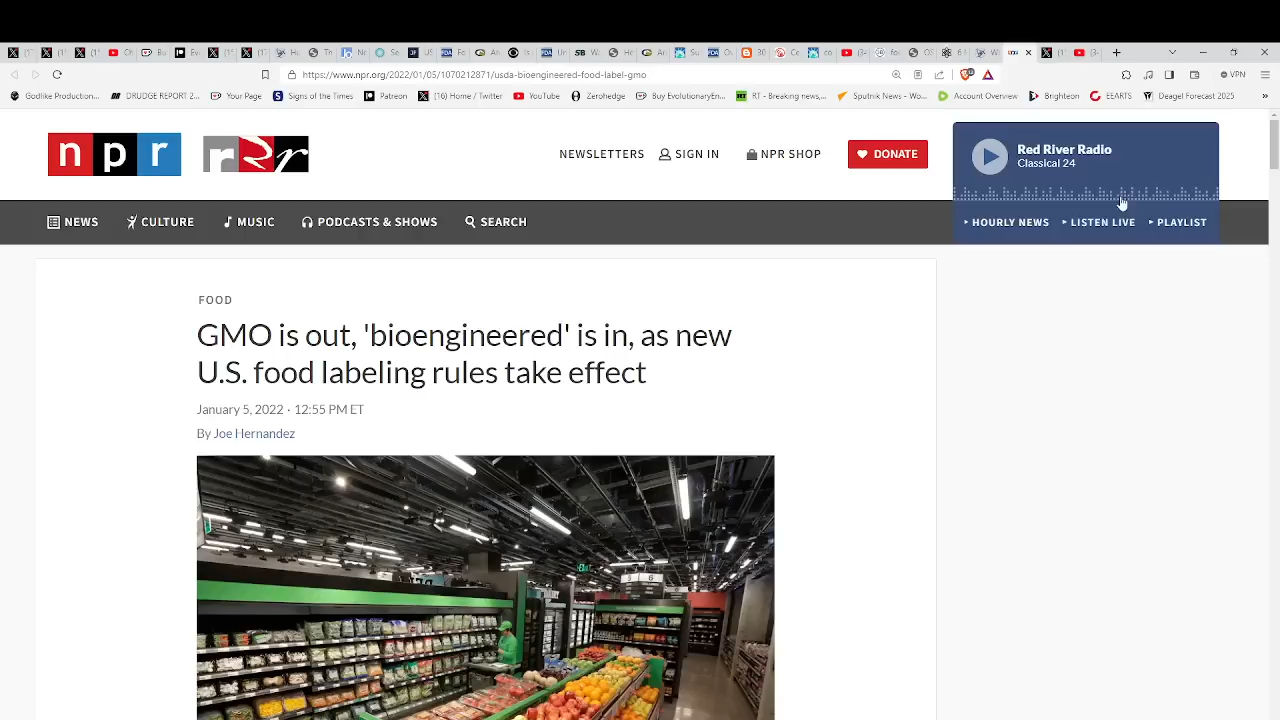 https://www.npr.org/2022/01/05/1070212871/usda-bioengineered-food-label-gmo
VPN
Godlike Production... DRUDGE REPORT 2... Your Page Signs of the Times Patreon [16] Home / Twitter YouTube Zerohedge Buy EvolutionaryEn... RT - Breaking news,... Sputnik News - Wo... Account Overview Brighteon EEARTS Deagel Forecast 2025
npr
rrr
NEWSLETTERS SIGN IN NPR SHOP DONATE
Red River Radio
Classical 24
HOURLY NEWS LISTEN LIVE PLAYLIST
NEWS CULTURE MUSIC PODCASTS & SHOWS SEARCH
FOOD
GMO is out, 'bioengineered' is in, as new
U.S. food labeling rules take effect
January 5, 2022 · 12:55 PM ET
By Joe Hernandez